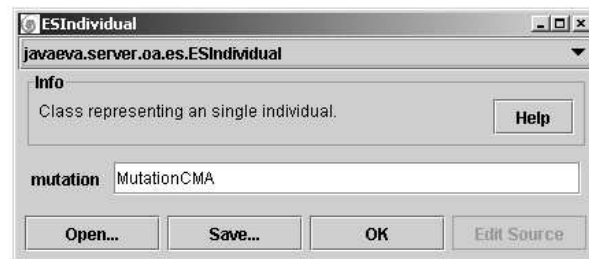 ESIndividual
javaeva.server.oa.es.ESIndividual
Info
Class representing an single individual.
Help
mutation MutationCMA
Open... Save... OK Edit Source